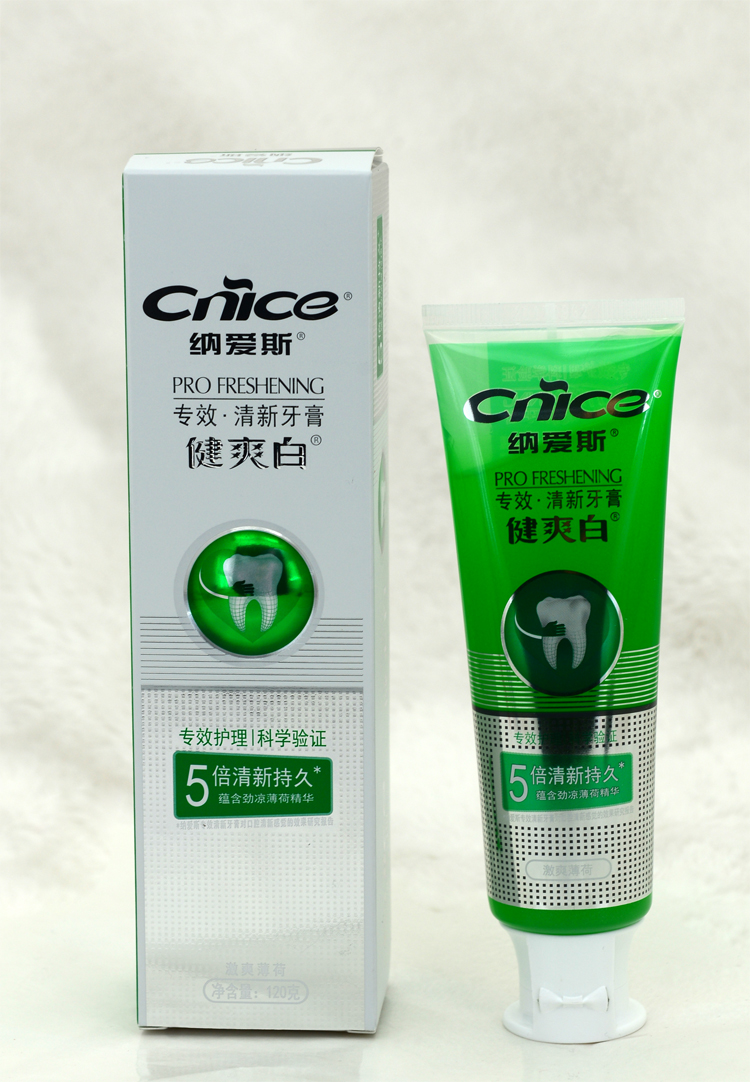 Cnice®
纳爱斯®
PRO FRESHENING
专效·清新牙膏
健爽白®
专效护理|科学验证
5倍清新持久*
蕴含劲凉薄荷精华
激爽薄荷
净含量：120克
Cnice®
纳爱斯®
PRO FRESHENING
专效·清新牙膏
健爽白®
专效
验证
5倍清新持久*
蕴含劲凉薄荷精华
激爽薄荷